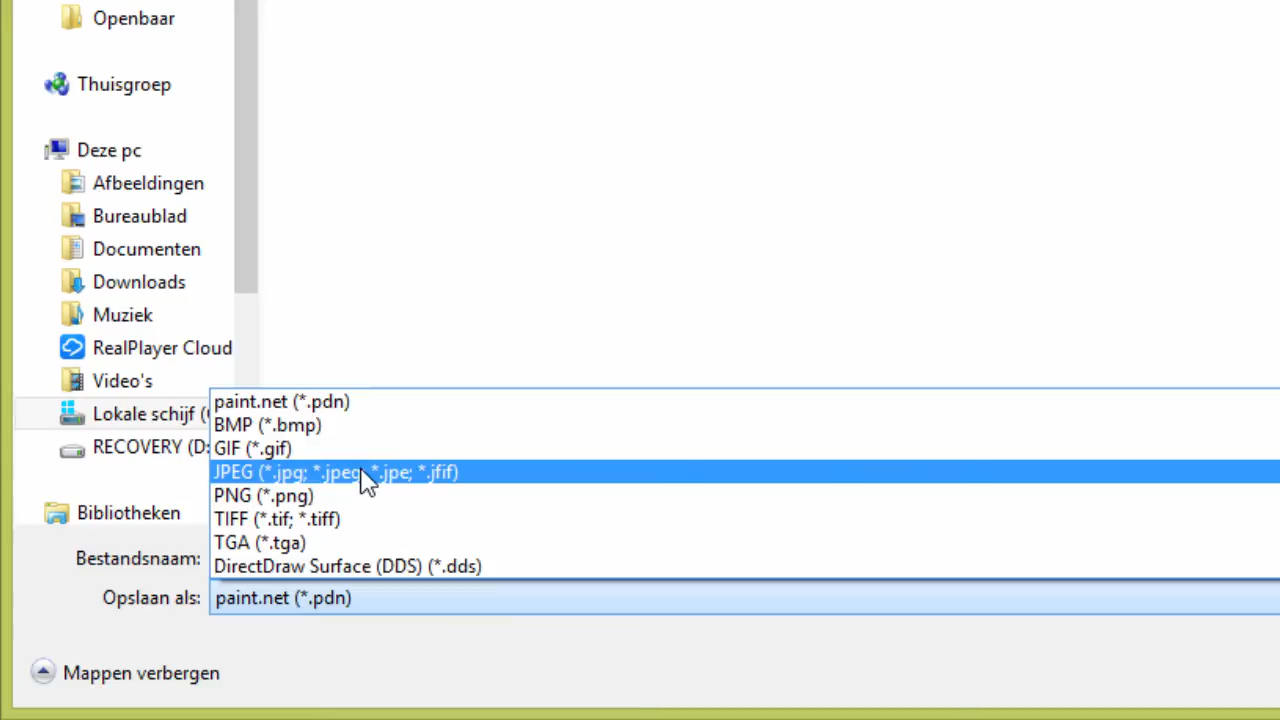 Openbaar
Thuisgroep
Deze pc
Afbeeldingen
Bureaublad
Documenten
Downloads
Muziek
RealPlayer Cloud
Video's
Lokale schijf (
RECOVERY (D:
Bibliotheken
paint.net (*.pdn)
BMP (*.bmp)
GIF (*.gif)
JPEG (*.jpg; *.jpeg; *.jpe; *.jfif)
PNG (*.png)
TIFF (*.tif; *.tiff)
TGA (*.tga)
DirectDraw Surface (DDS) (*.dds)
Bestandsnaam:
Opslaan als: paint.net (*.pdn)
Mappen verbergen